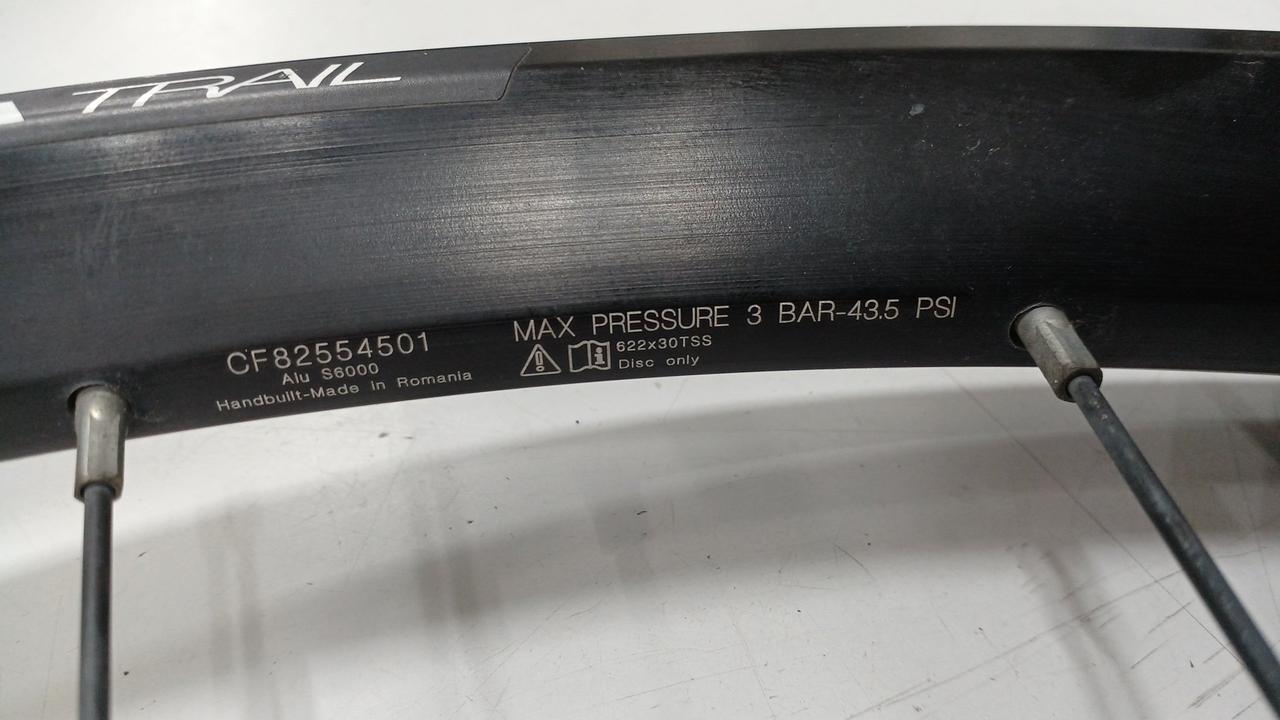 TRAIL
CF82554501
Alu S6000
Handbuilt-Made in Romania
MAX PRESSURE 3 BAR-43.5 PSI
622x30TSS
Disc only